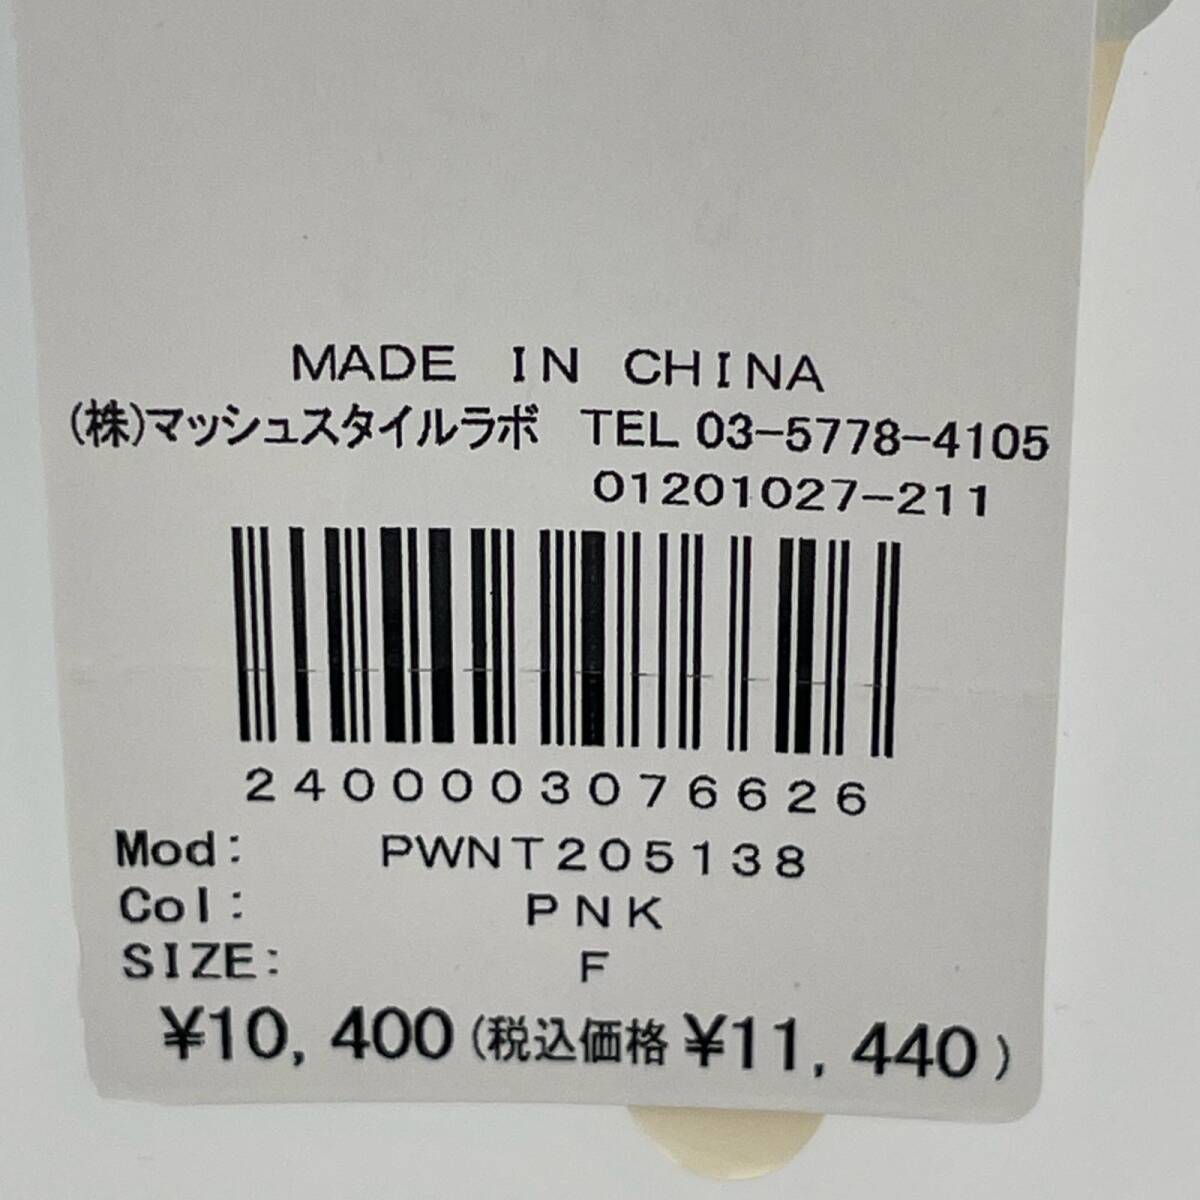 MADE IN CHINA
(株)マッシュスタイルラボ TEL 03-5778-4105
01201027-211
2400003076626
Mod: PWNT205138
Col: PNK
SIZE: F
¥10,400(税込価格 ¥11,440)